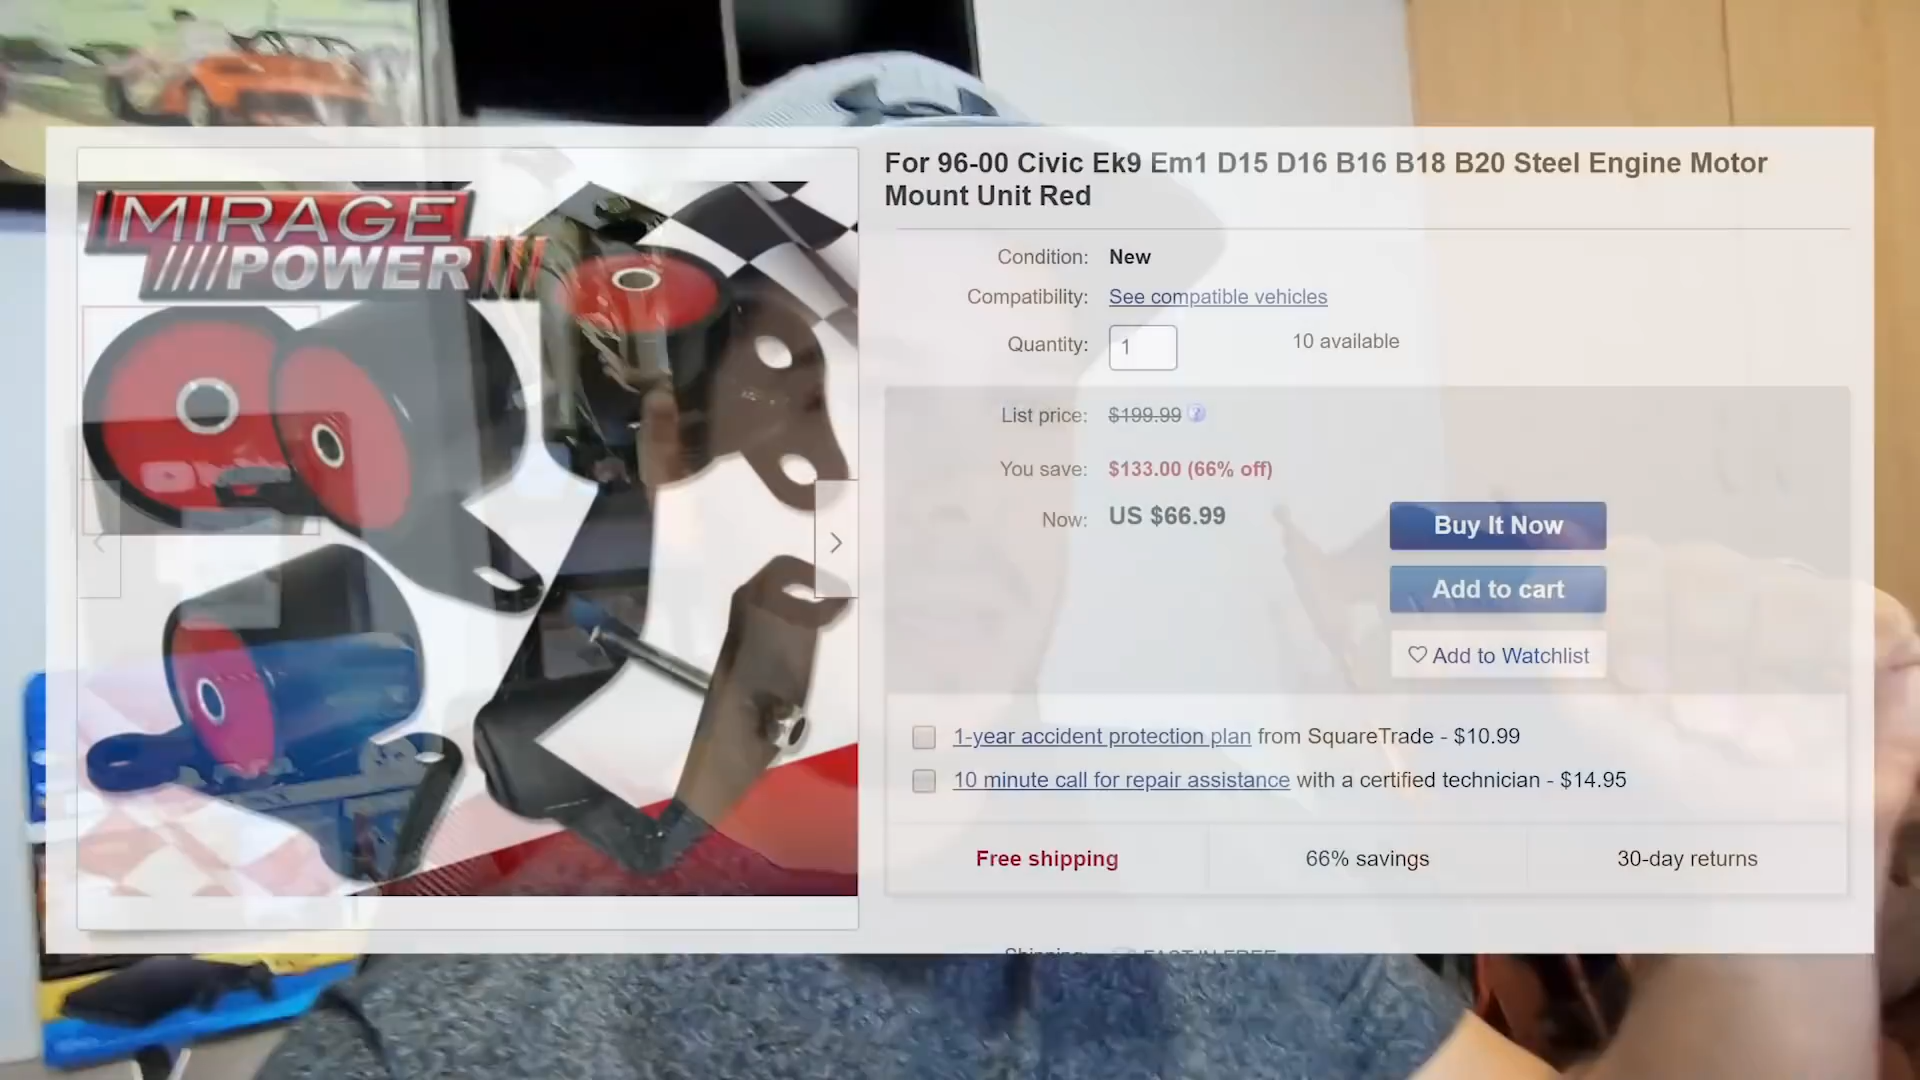 MIRAGE
POWER
For 96-00 Civic Ek9 Em1 D15 D16 B16 B18 B20 Steel Engine Motor
Mount Unit Red
Condition: New
Compatibility: See compatible vehicles
Quantity: 1 10 available
List price: $199.99 ?
You save: $133.00 (66% off)
Now: US $66.99
Buy It Now
Add to cart
Add to Watchlist
1-year accident protection plan from SquareTrade - $10.99
10 minute call for repair assistance with a certified technician - $14.95
Free shipping 66% savings 30-day returns
Shipping: FAST 'N FREE